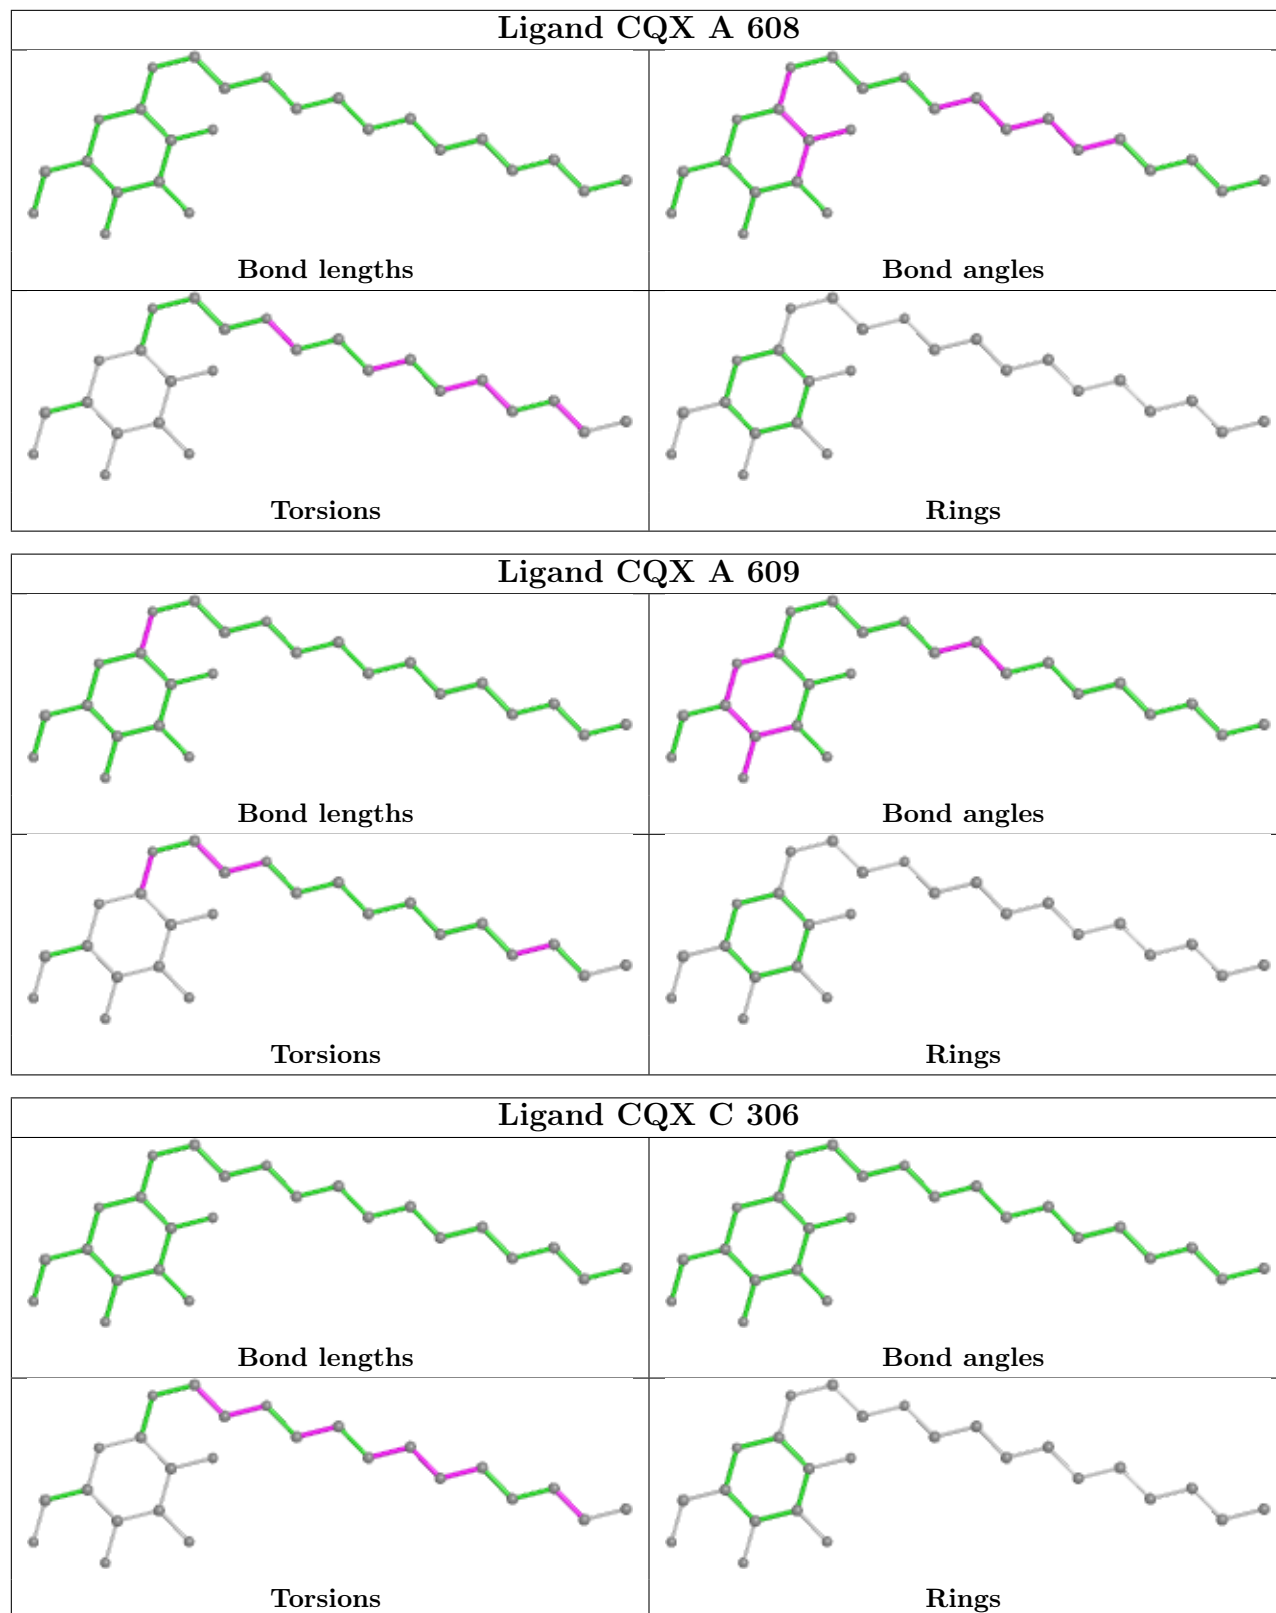 Ligand CQX A 608
Bond lengths
Bond angles
Torsions
Rings
Ligand CQX A 609
Bond lengths
Bond angles
Torsions
Rings
Ligand CQX C 306
Bond lengths
Bond angles
Torsions
Rings